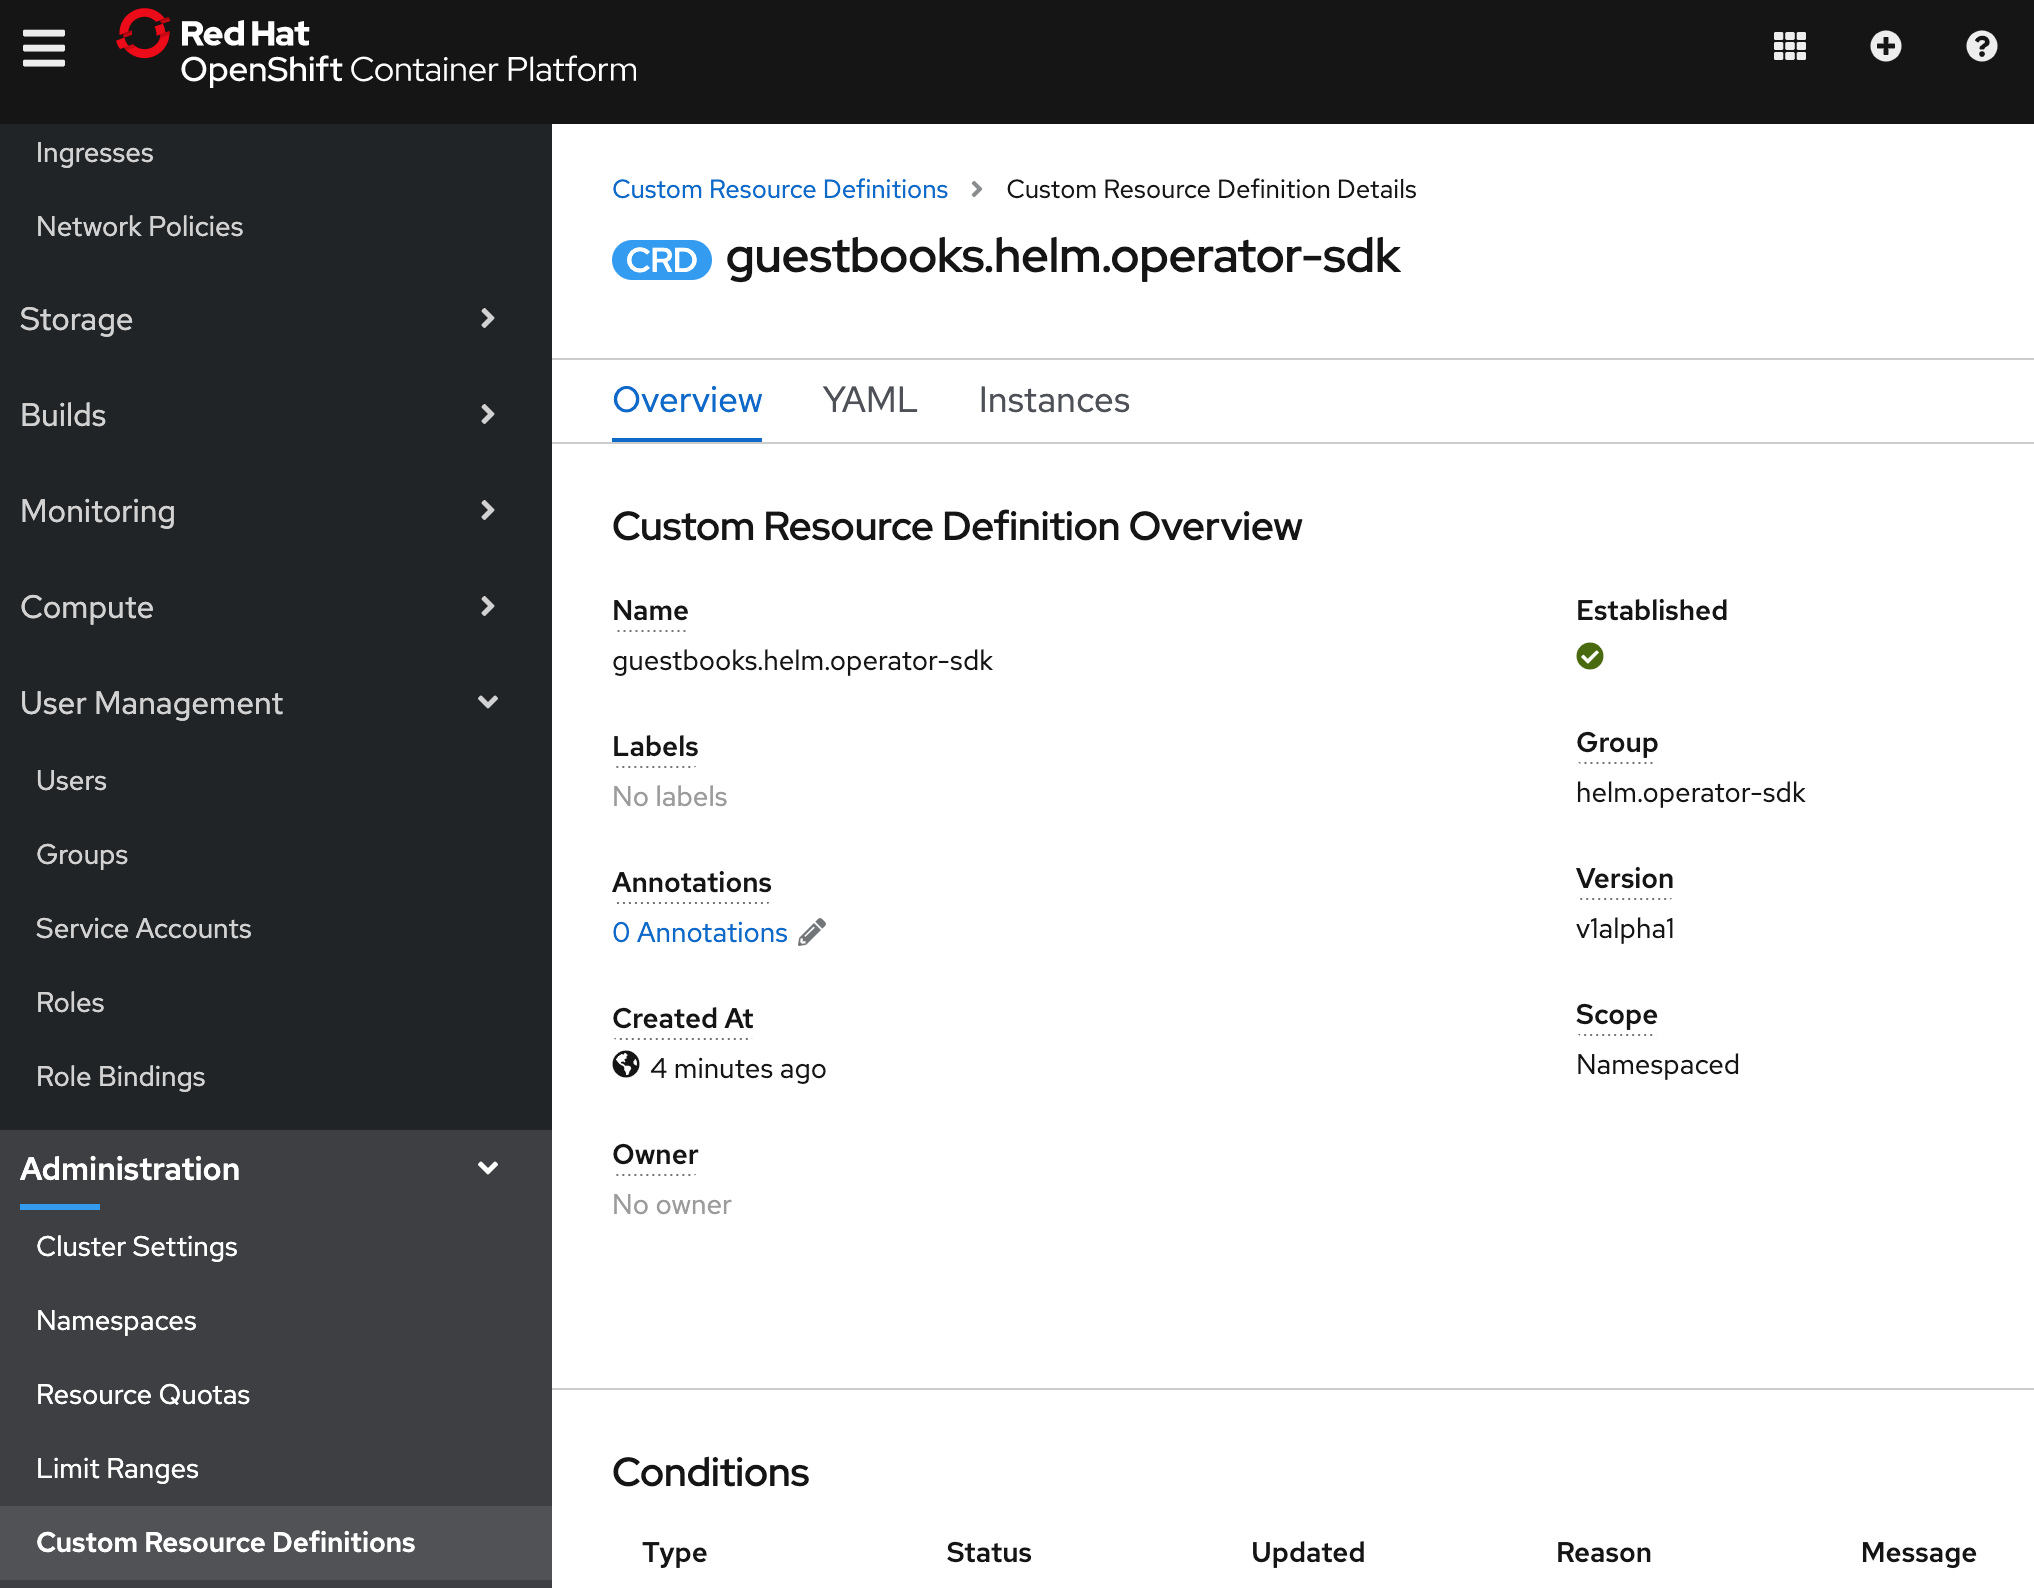 Red Hat
OpenShift Container Platform
Ingresses
Network Policies
Storage
Builds
Monitoring
Compute
User Management
Users
Groups
Service Accounts
Roles
Role Bindings
Administration
Cluster Settings
Namespaces
Resource Quotas
Limit Ranges
Custom Resource Definitions
Custom Resource Definitions > Custom Resource Definition Details
CRD guestbooks.helm.operator-sdk
Overview YAML Instances
Custom Resource Definition Overview
Name
guestbooks.helm.operator-sdk
Labels
No labels
Annotations
0 Annotations
Created At
4 minutes ago
Owner
No owner
Established
Group
helm.operator-sdk
Version
v1alpha1
Scope
Namespaced
Conditions
Type Status Updated Reason Message